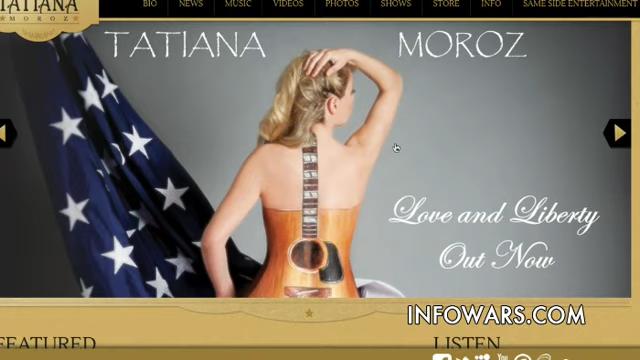 TATIANA
MOROZ
BIO NEWS MUSIC VIDEOS PHOTOS SHOWS STORE INFO SAME SIDE ENTERTAINMENT
TATIANA MOROZ
Love and Liberty
Out Now
INFOWARS.COM
FEATURED LISTEN
You